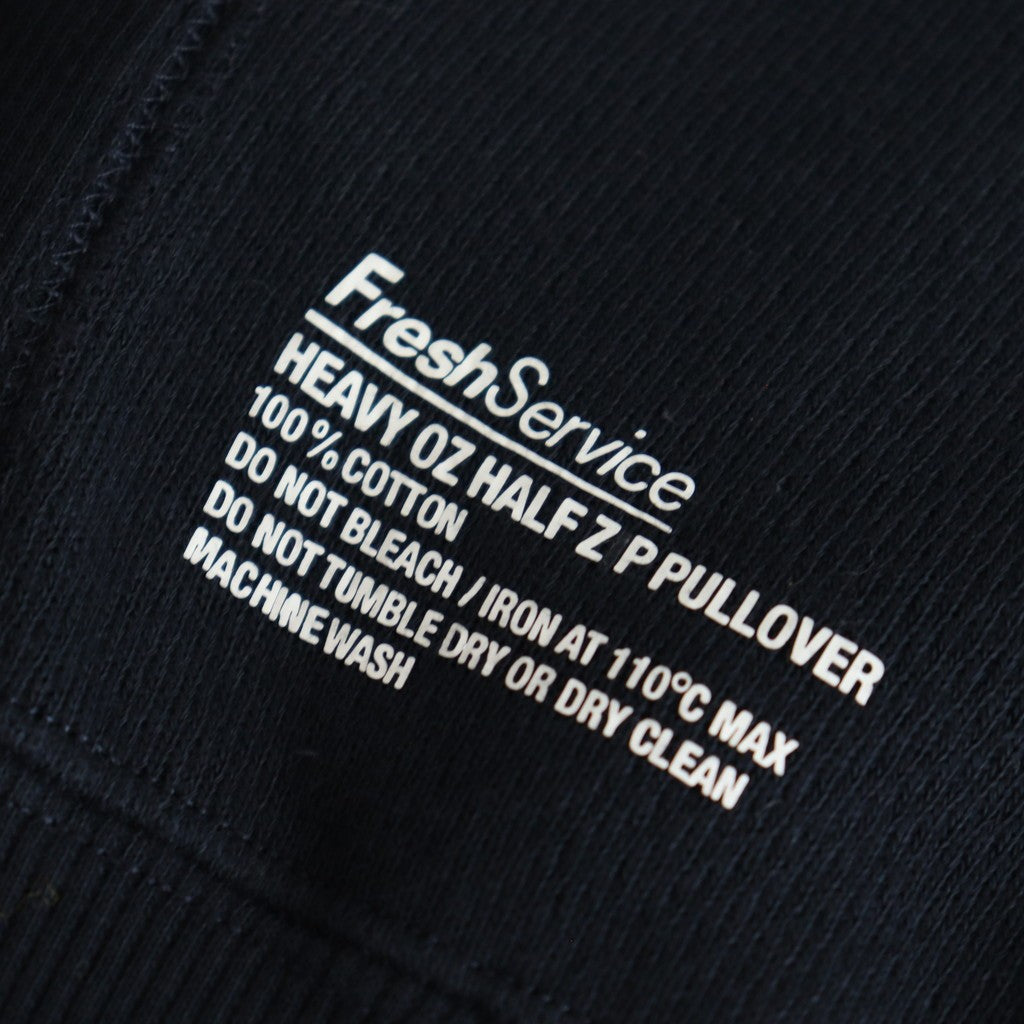 FreshService
HEAVY OZ HALF Z P PULLOVER
100% COTTON
DO NOT BLEACH / IRON AT 110°C MAX
DO NOT TUMBLE DRY OR DRY CLEAN
MACHINE WASH